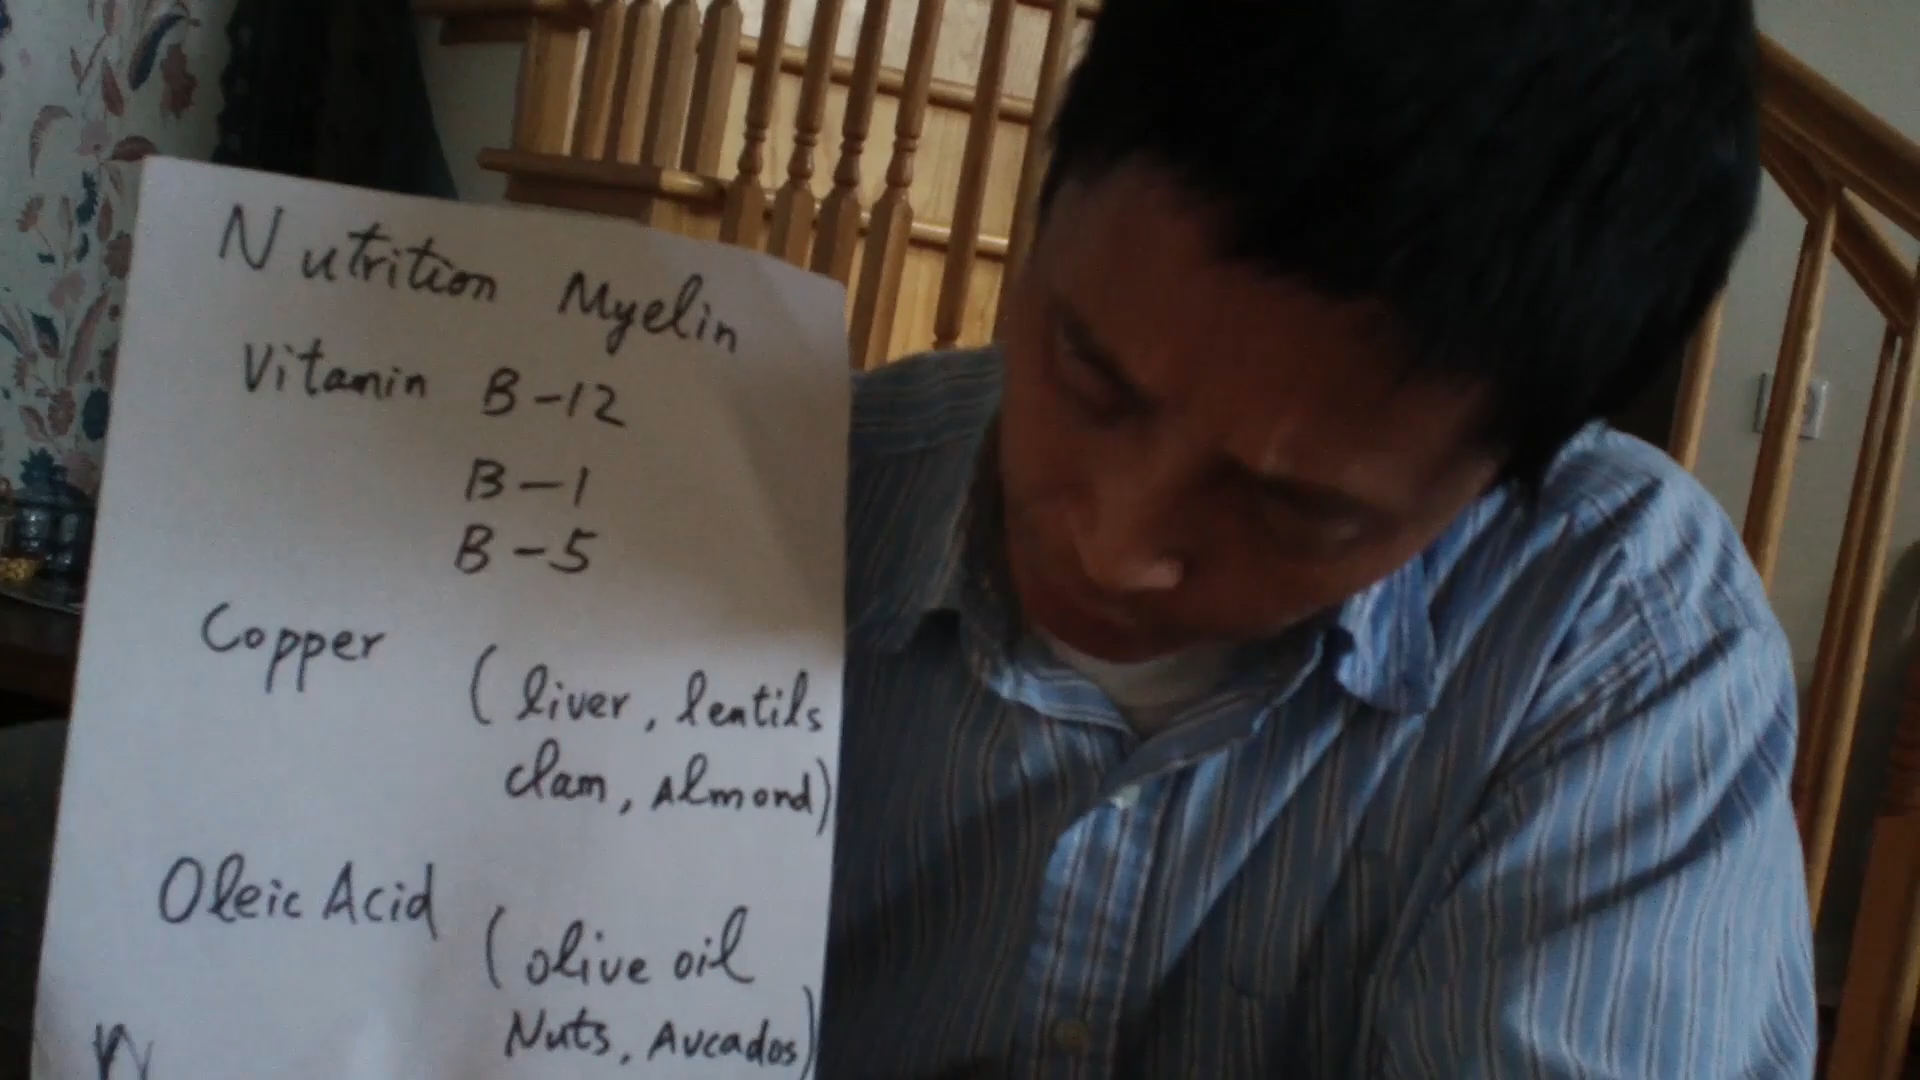 Nutrition Myelin
Vitamin B-12
B-1
B-5
Copper
(liver, lentils
clam, Almond)
Oleic Acid
(olive oil
Nuts, Avcados)